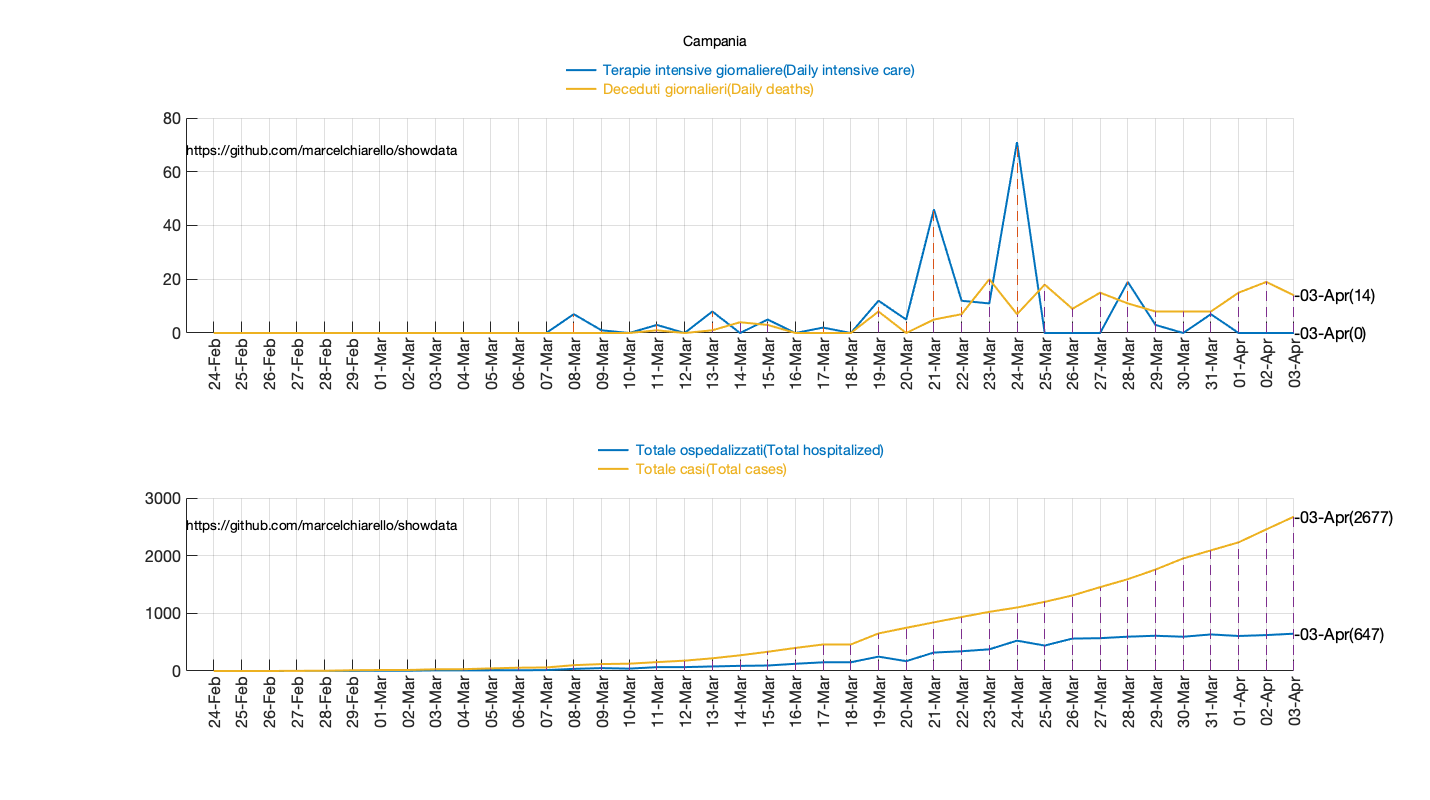 Campania
Terapie intensive giornaliere(Daily intensive care)
Deceduti giornalieri(Daily deaths)
80
https://github.com/marcelchiarello/showdata
60
40
20
-03-Apr(14)
0
-03-Apr(0)
24-Feb
25-Feb
26-Feb
27-Feb
28-Feb
29-Feb
01-Mar
02-Mar
03-Mar
04-Mar
05-Mar
06-Mar
07-Mar
08-Mar
09-Mar
10-Mar
11-Mar
12-Mar
13-Mar
14-Mar
15-Mar
16-Mar
17-Mar
18-Mar
19-Mar
20-Mar
21-Mar
22-Mar
23-Mar
24-Mar
25-Mar
26-Mar
27-Mar
28-Mar
29-Mar
30-Mar
31-Mar
01-Apr
02-Apr
03-Apr
Totale ospedalizzati(Total hospitalized)
Totale casi(Total cases)
3000
-03-Apr(2677)
https://github.com/marcelchiarello/showdata
2000
1000
-03-Apr(647)
0
24-Feb
25-Feb
26-Feb
27-Feb
28-Feb
29-Feb
01-Mar
02-Mar
03-Mar
04-Mar
05-Mar
06-Mar
07-Mar
08-Mar
09-Mar
10-Mar
11-Mar
12-Mar
13-Mar
14-Mar
15-Mar
16-Mar
17-Mar
18-Mar
19-Mar
20-Mar
21-Mar
22-Mar
23-Mar
24-Mar
25-Mar
26-Mar
27-Mar
28-Mar
29-Mar
30-Mar
31-Mar
01-Apr
02-Apr
03-Apr